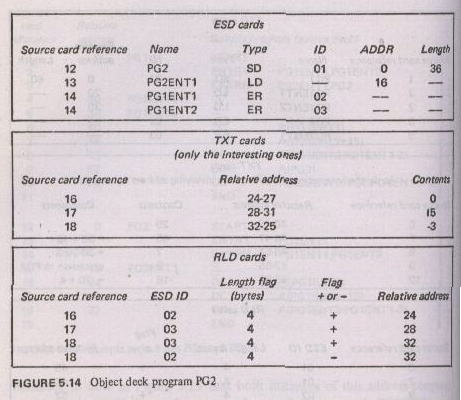 ESD cards
Source card reference Name Type ID ADDR Length
12 PG2 SD 01 0 36
13 PG2ENT1 LD — 16 —
14 PG1ENT1 ER 02 — —
14 PG1ENT2 ER 03 — —
TXT cards
(only the interesting ones)
Source card reference Relative address Contents
16 24-27 0
17 28-31 15
18 32-25 -3
RLD cards
Length flag Flag
Source card reference ESD ID (bytes) + or - Relative address
16 02 4 + 24
17 03 4 + 28
18 03 4 + 32
18 02 4 - 32
FIGURE 5.14 Object deck program PG2